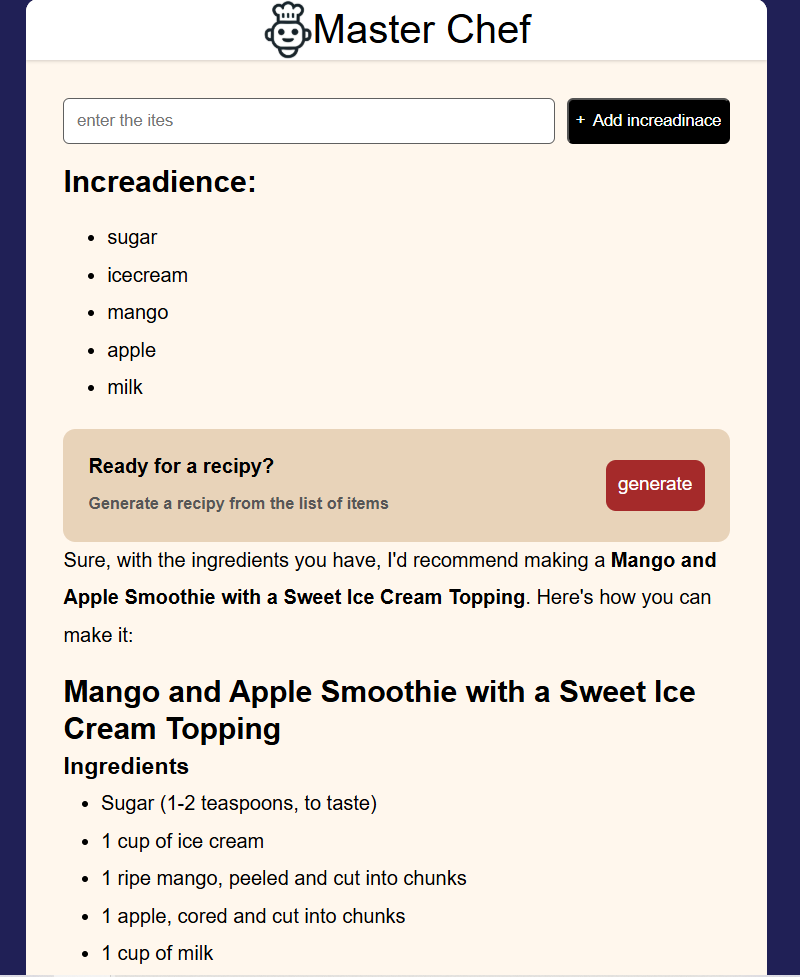 Master Chef
enter the ites
+ Add increadinace
Increadience:
• sugar
• icecream
• mango
• apple
• milk
Ready for a recipy?
Generate a recipy from the list of items
generate
Sure, with the ingredients you have, I'd recommend making a Mango and
Apple Smoothie with a Sweet Ice Cream Topping. Here's how you can
make it:
Mango and Apple Smoothie with a Sweet Ice
Cream Topping
Ingredients
• Sugar (1-2 teaspoons, to taste)
• 1 cup of ice cream
• 1 ripe mango, peeled and cut into chunks
• 1 apple, cored and cut into chunks
• 1 cup of milk